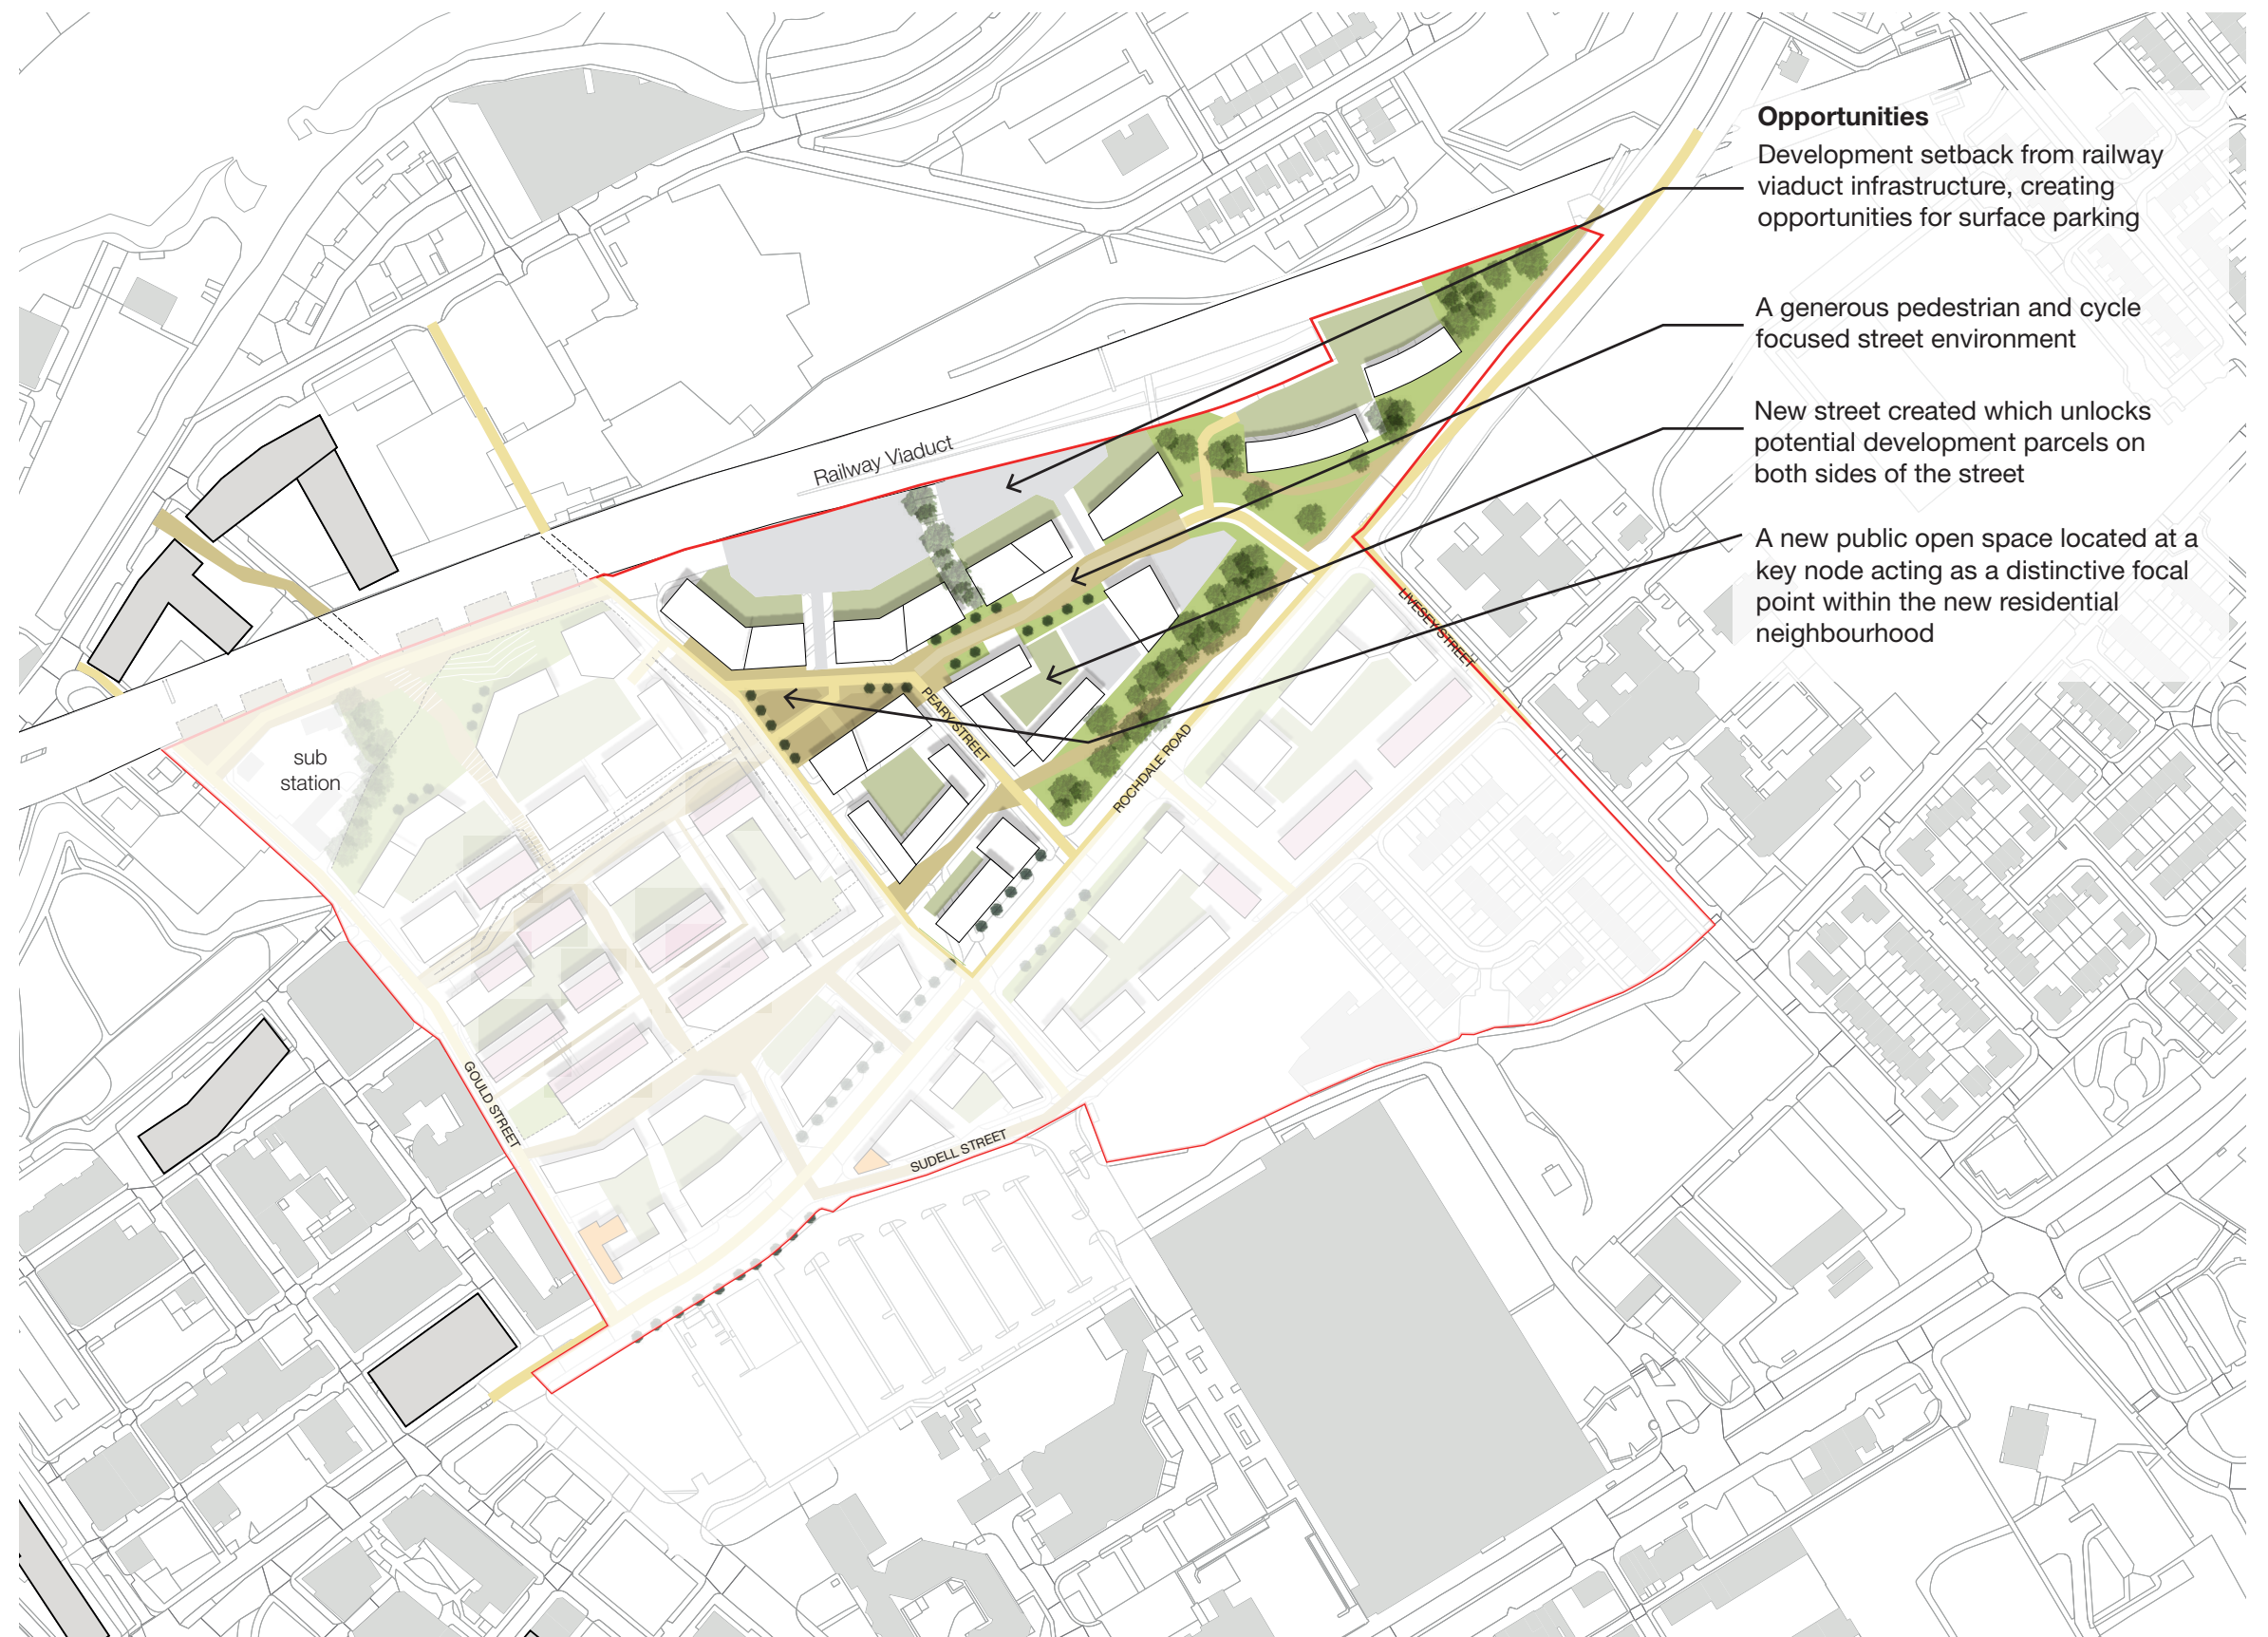 Opportunities
Development setback from railway
viaduct infrastructure, creating
opportunities for surface parking
A generous pedestrian and cycle
focused street environment
New street created which unlocks
potential development parcels on
both sides of the street
A new public open space located at a
key node acting as a distinctive focal
point within the new residential
neighbourhood
Railway Viaduct
LIVESEY STREET
PEARY STREET
ROCHDALE ROAD
sub
station
GOULD STREET
SUDELL STREET